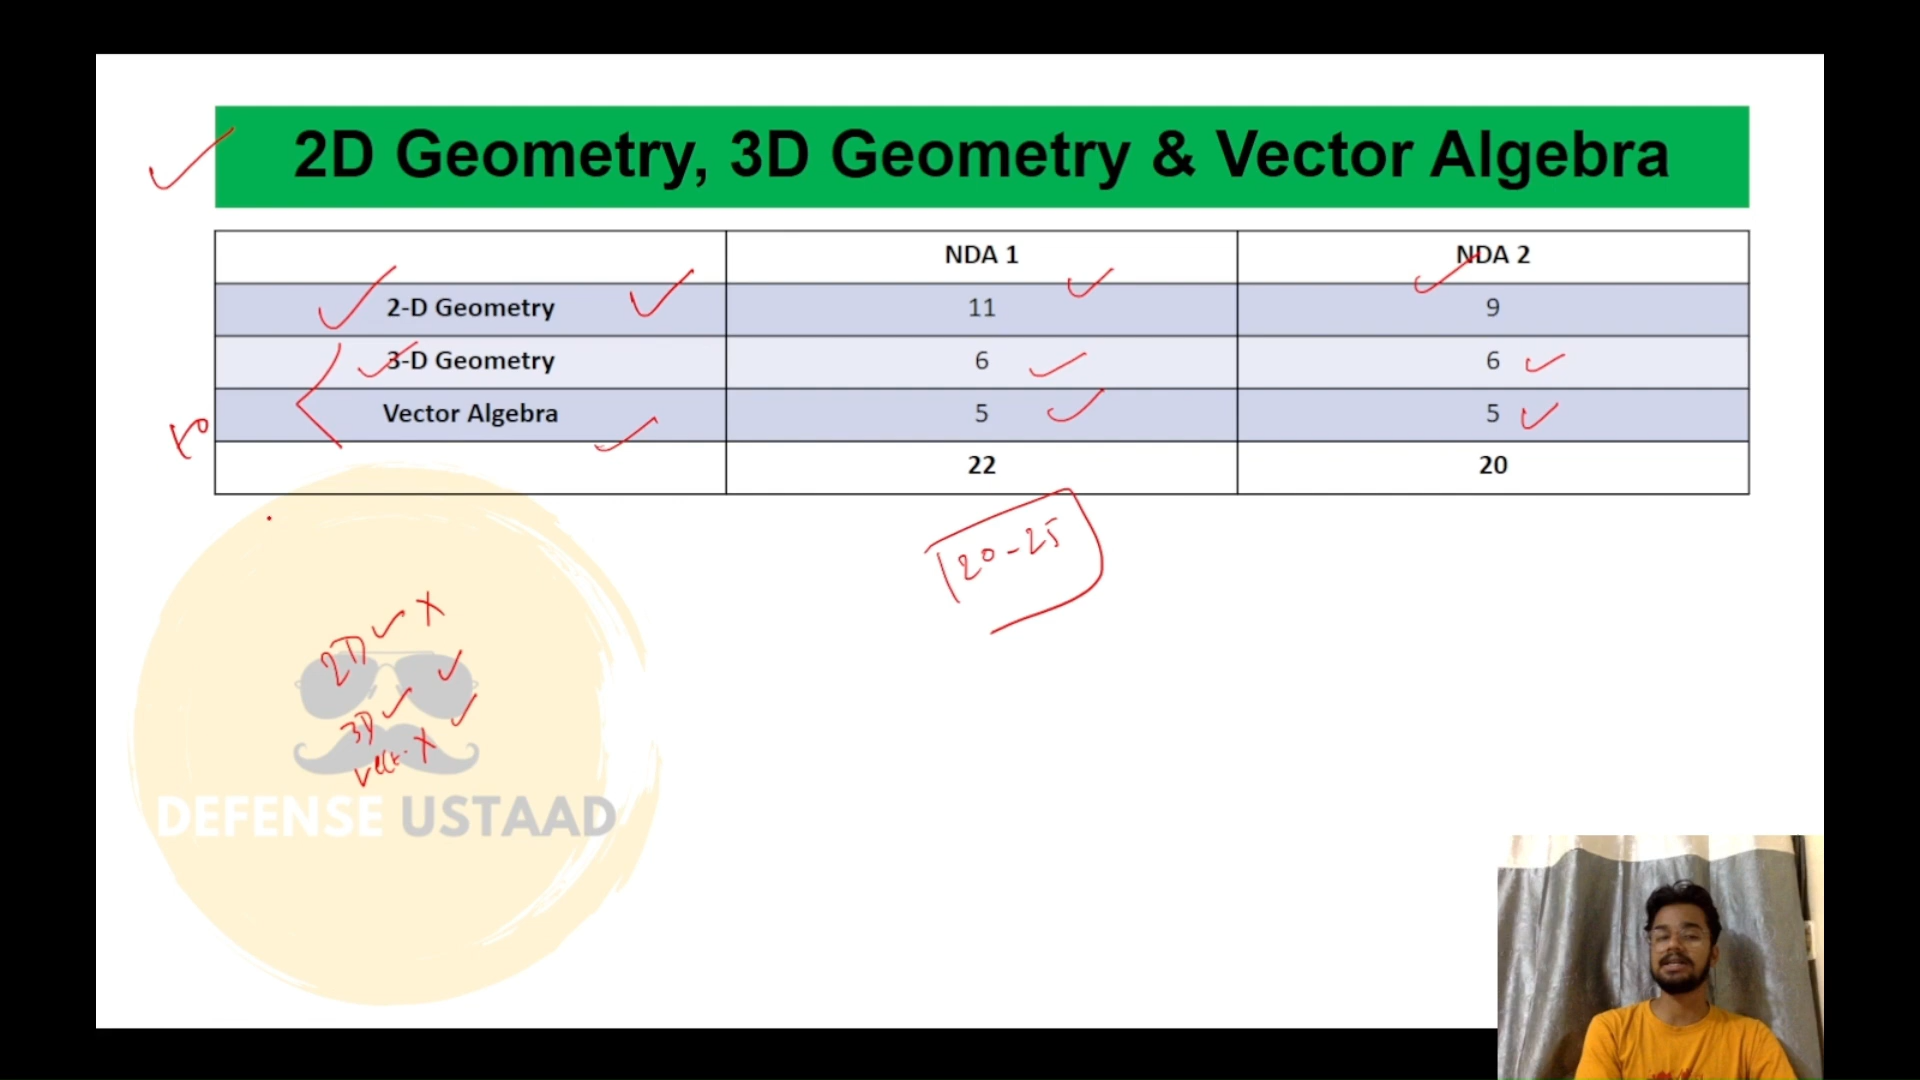 2D Geometry, 3D Geometry & Vector Algebra
NDA 1 NDA 2
2-D Geometry 11 9
3-D Geometry 6 6
Vector Algebra 5 5
22 20
20-25
2D
3D
Vect.
DEFENSE USTAAD